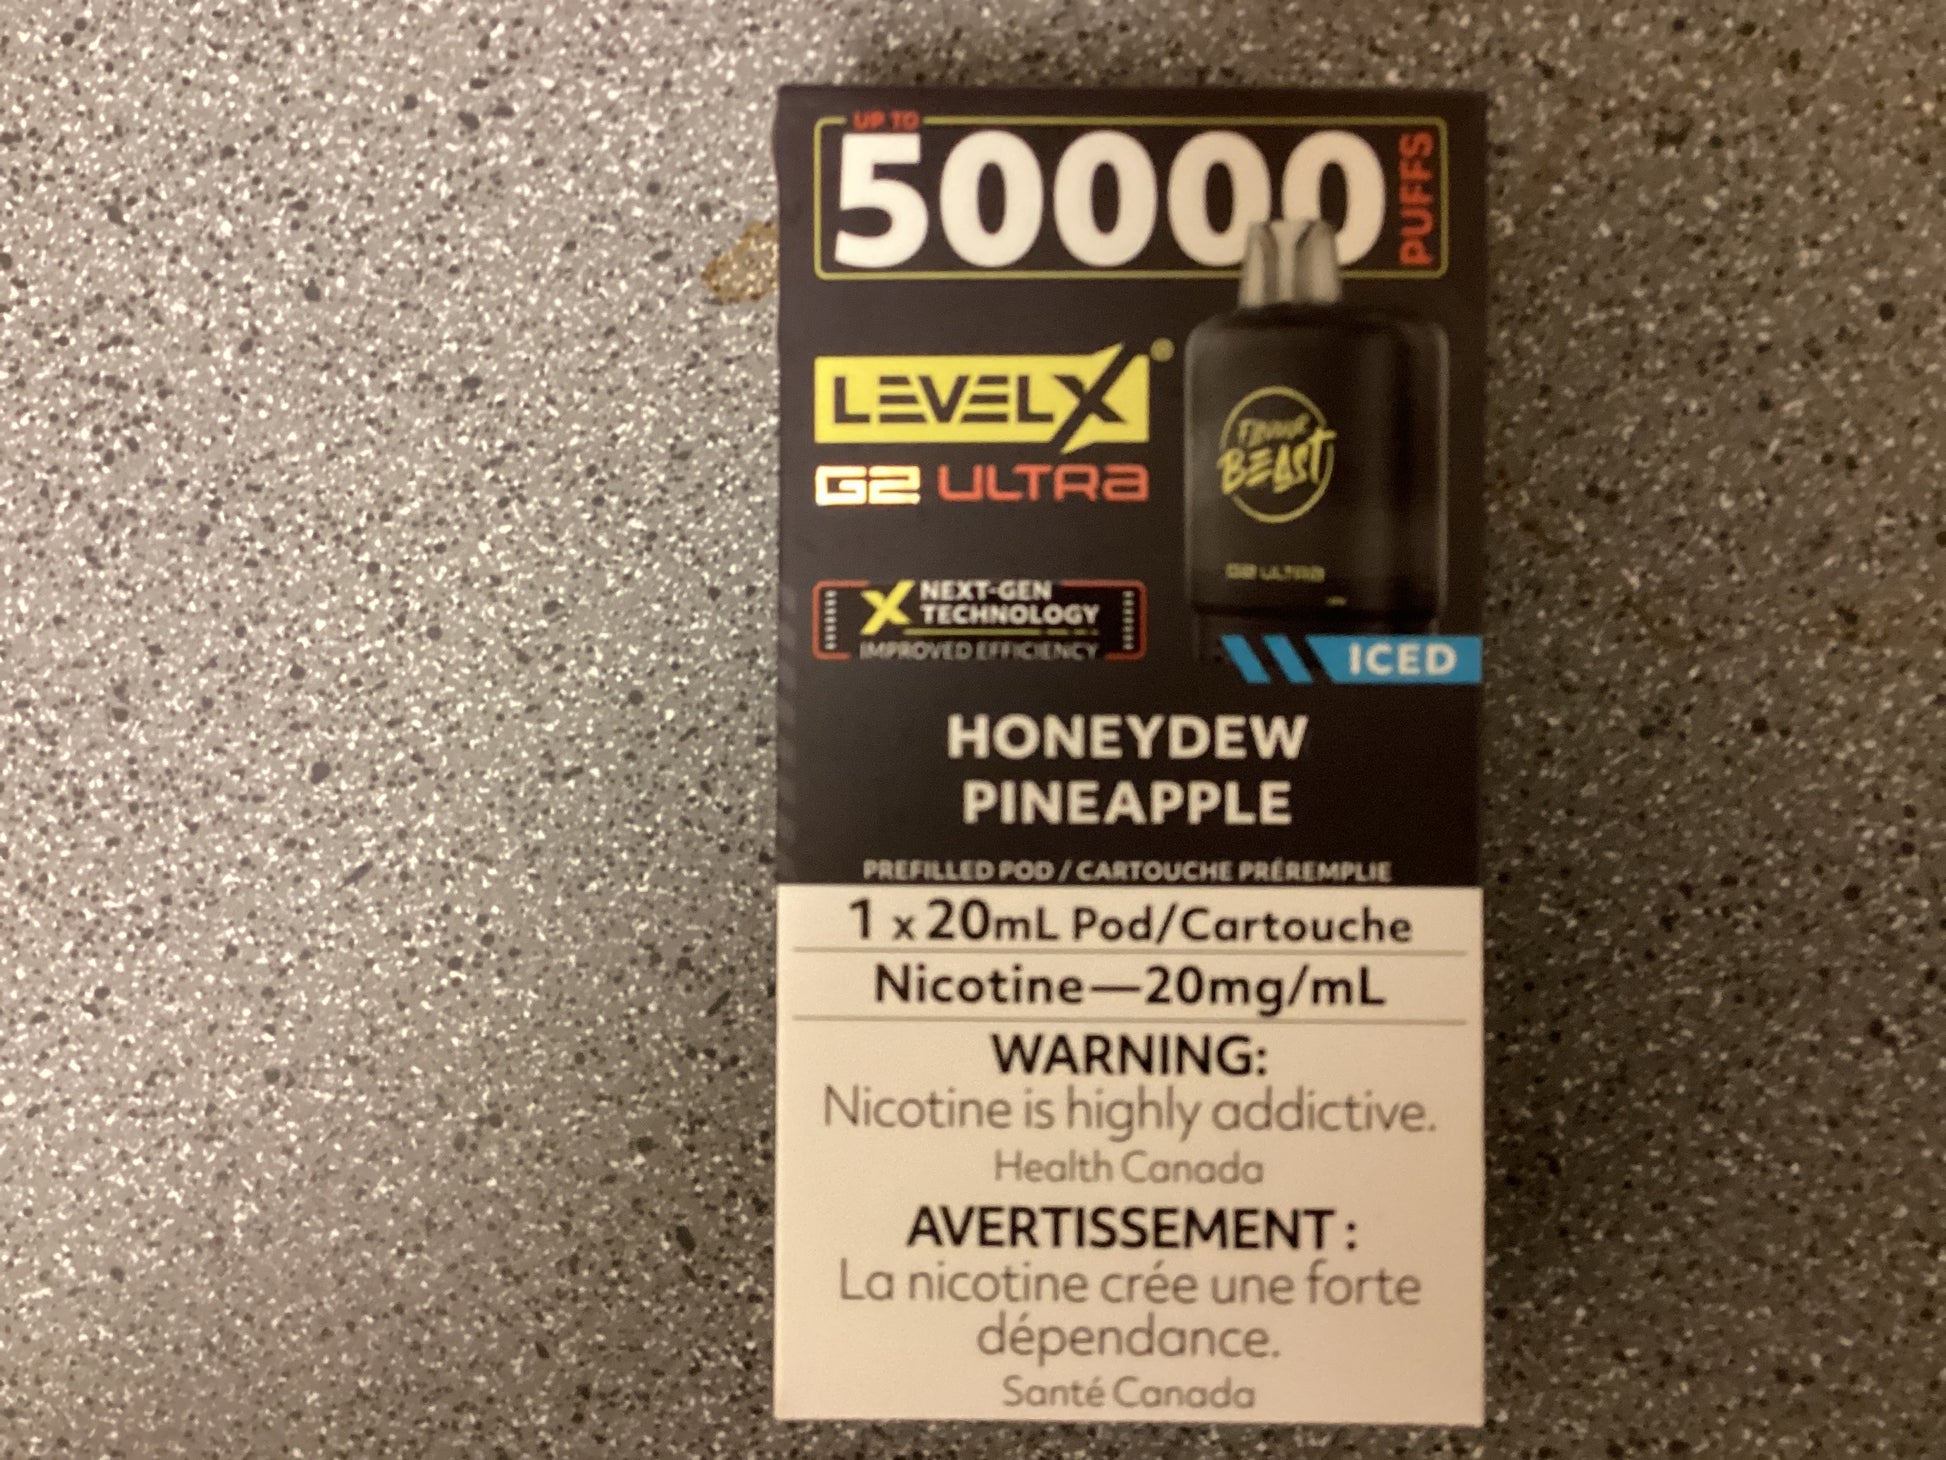 UP TO
50000
PUFFS
LEVELX®
G2 ULTRA
FLAVOUR
BEAST
G2 ULTRA
X NEXT-GEN
TECHNOLOGY
IMPROVED EFFICIENCY
ICED
HONEYDEW
PINEAPPLE
PREFILLED POD / CARTOUCHE PRÉREMPLIE
1 x 20mL Pod/Cartouche
Nicotine—20mg/mL
WARNING:
Nicotine is highly addictive.
Health Canada
AVERTISSEMENT :
La nicotine crée une forte
dépendance.
Santé Canada